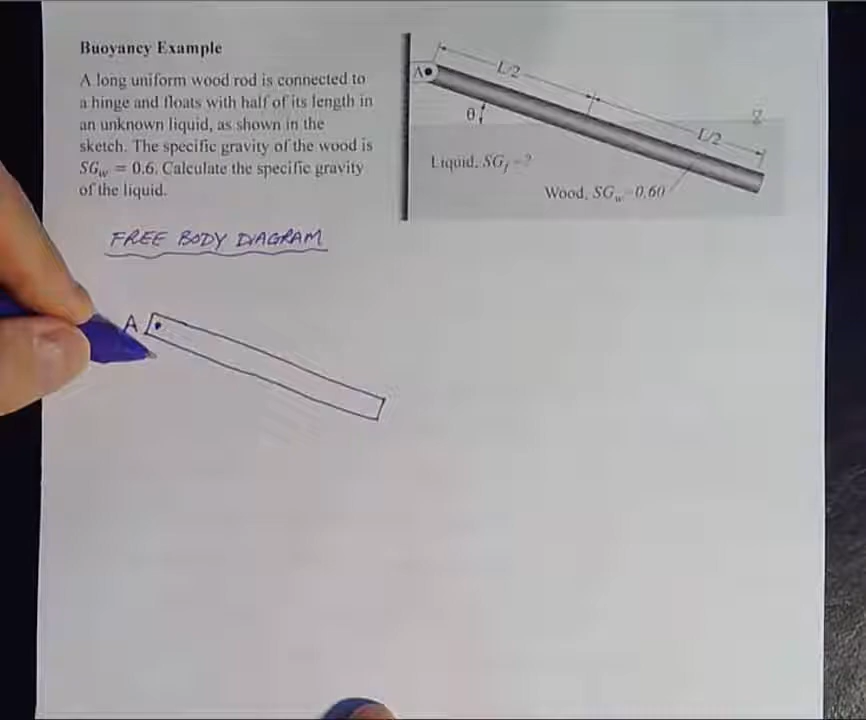 Buoyancy Example
A long uniform wood rod is connected to
a hinge and floats with half of its length in
an unknown liquid, as shown in the
sketch. The specific gravity of the wood is
SGw = 0.6. Calculate the specific gravity
of the liquid.
A
L/2
θ
L/2
Liquid, SGf = ?
Wood, SGw = 0.60
FREE BODY DIAGRAM
A